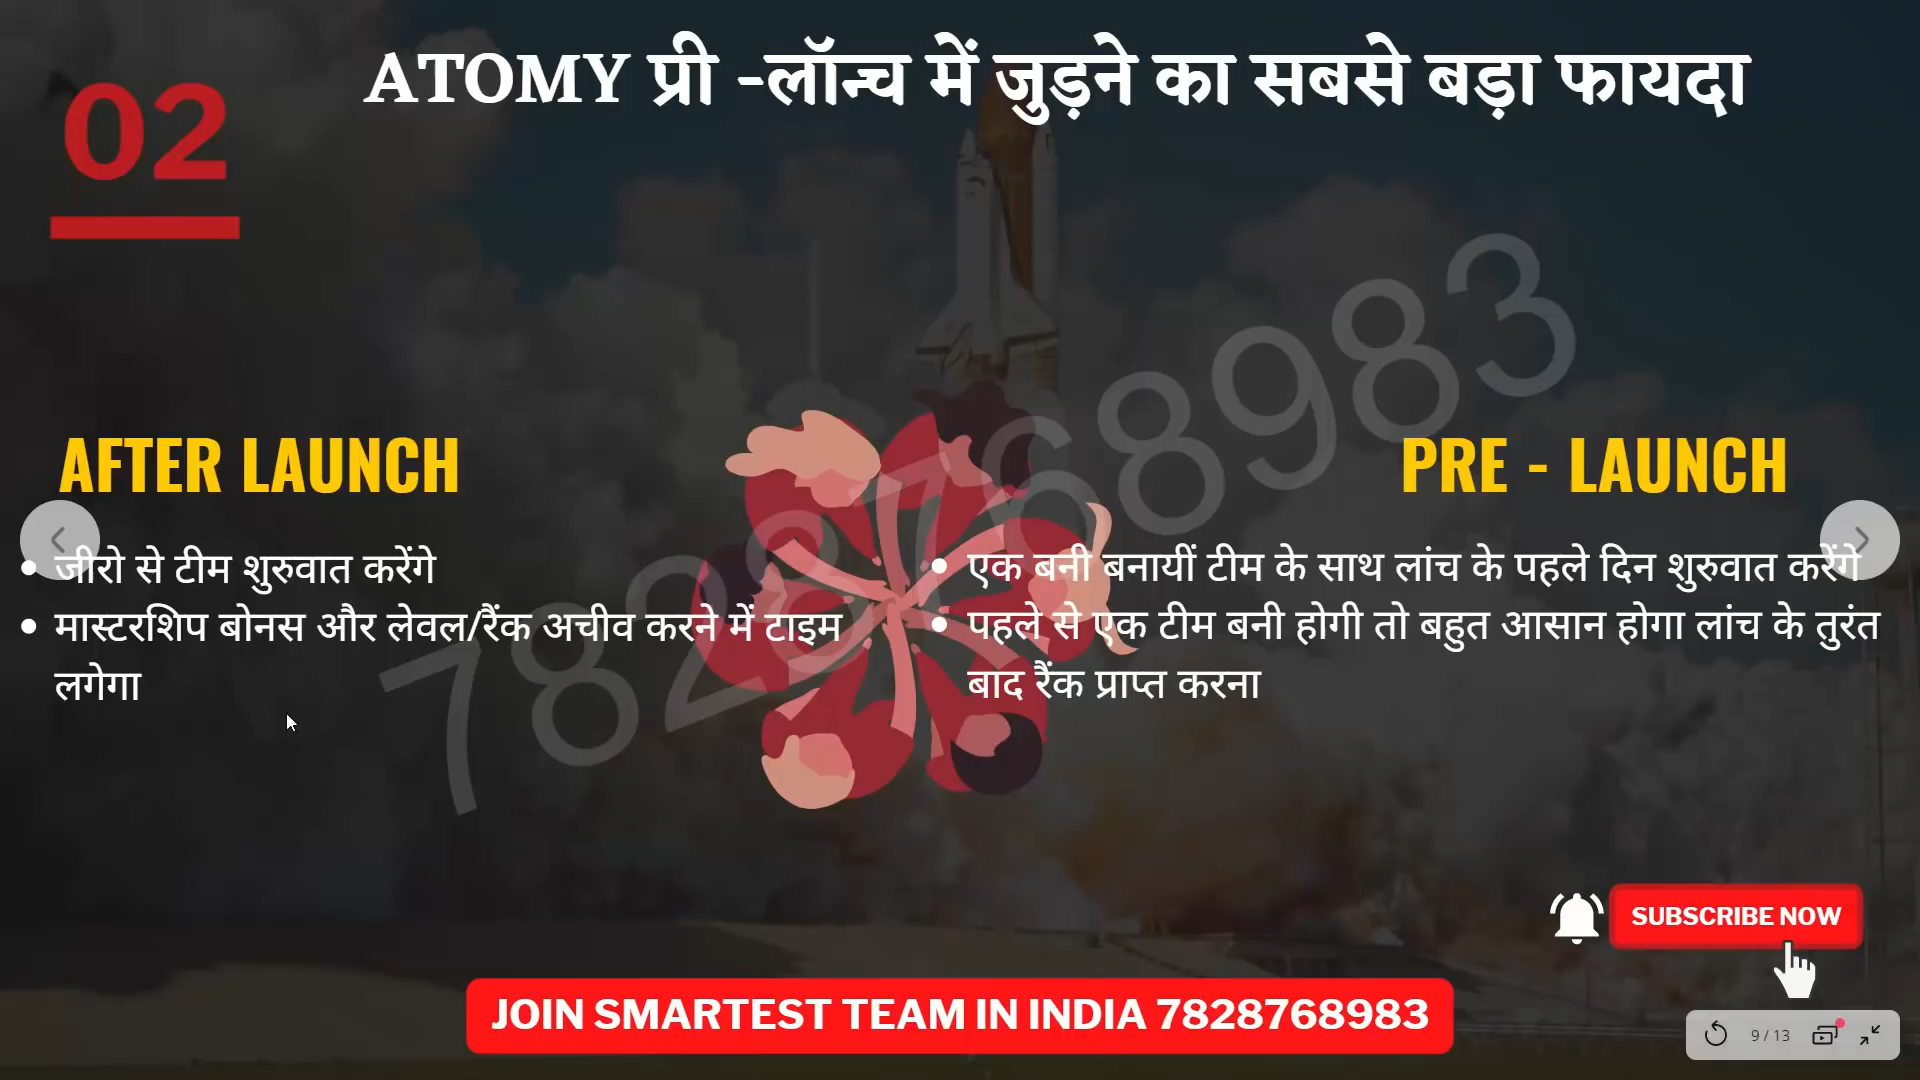 02
ATOMY प्री -लॉन्च में जुड़ने का सबसे बड़ा फायदा
AFTER LAUNCH
जीरो से टीम शुरुवात करेंगे
मास्टरशिप बोनस और लेवल/रैंक अचीव करने में टाइम
लगेगा
PRE - LAUNCH
एक बनी बनायीं टीम के साथ लांच के पहले दिन शुरुवात करेंगे
पहले से एक टीम बनी होगी तो बहुत आसान होगा लांच के तुरंत
बाद रैंक प्राप्त करना
7828768983
SUBSCRIBE NOW
JOIN SMARTEST TEAM IN INDIA 7828768983
9 / 13